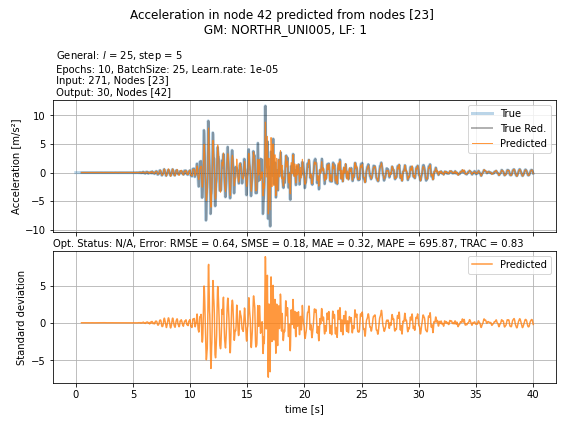 Acceleration in node 42 predicted from nodes [23]
GM: NORTHR_UNI005, LF: 1
General: l = 25, step = 5
Epochs: 10, BatchSize: 25, Learn.rate: 1e-05
Input: 271, Nodes [23]
Output: 30, Nodes [42]
Acceleration [m/s²]
10
5
0
−5
−10
True
True Red.
Predicted
Opt. Status: N/A, Error: RMSE = 0.64, SMSE = 0.18, MAE = 0.32, MAPE = 695.87, TRAC = 0.83
Standard deviation
5
0
−5
Predicted
0 5 10 15 20 25 30 35 40
time [s]